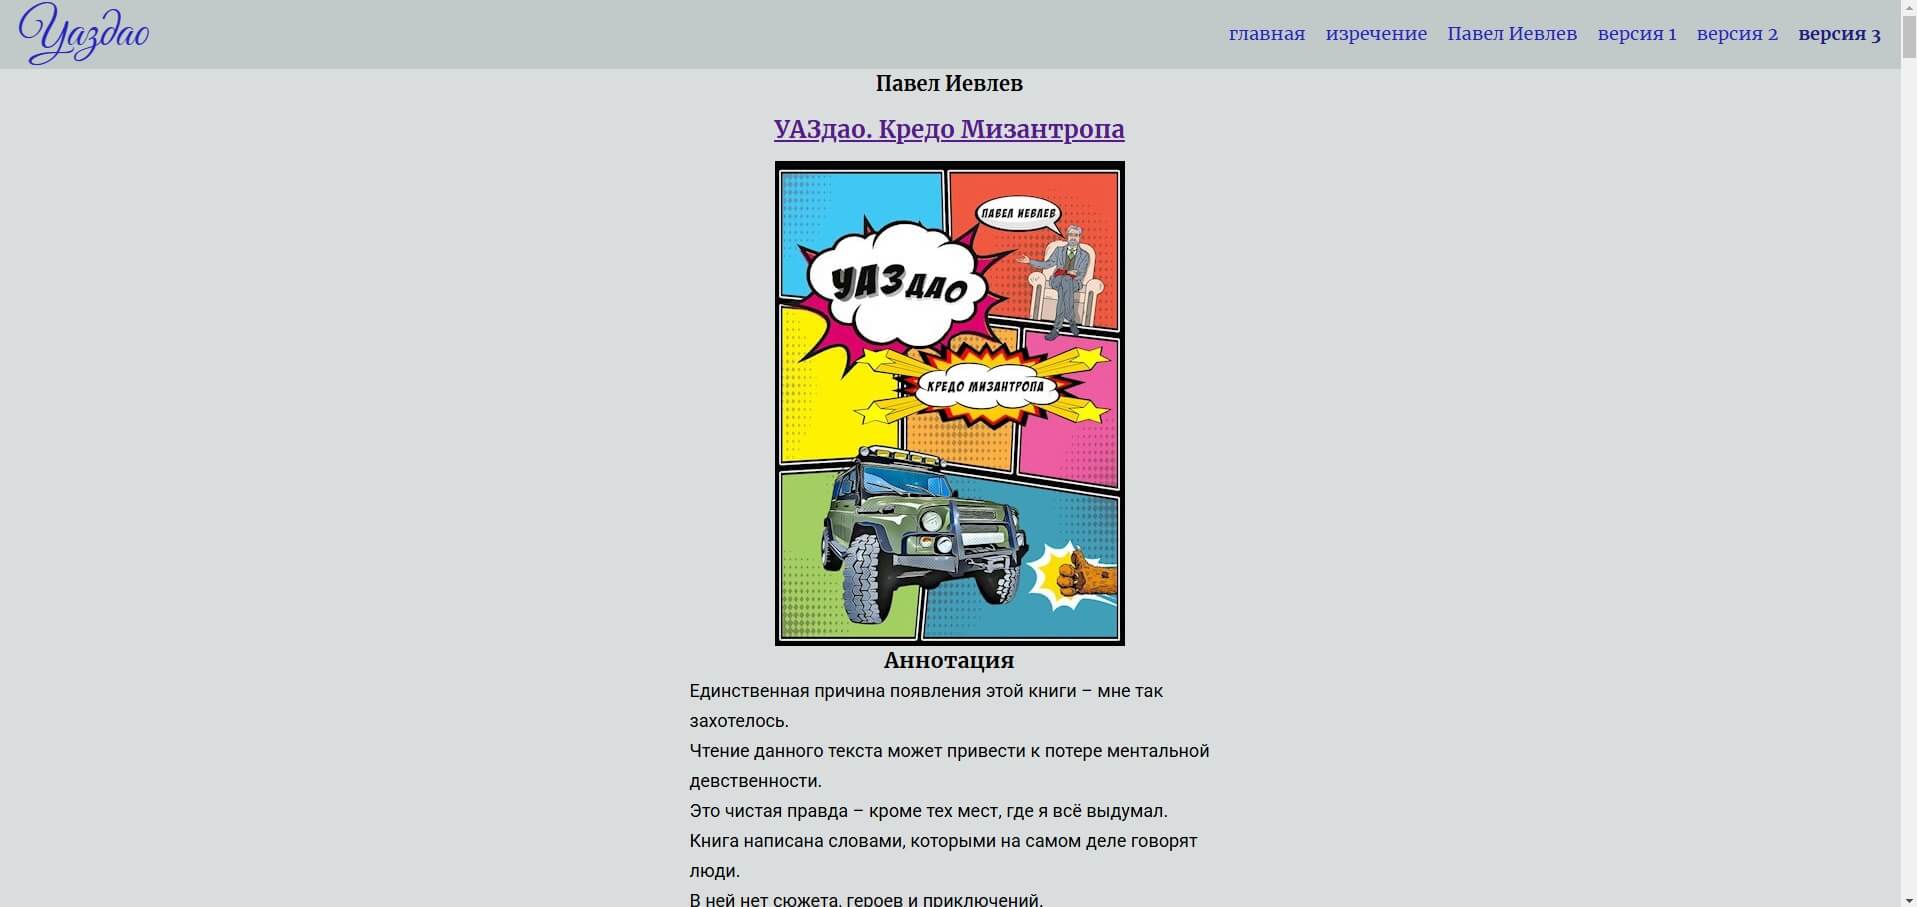 Уаздао
главная изречение Павел Иевлев версия 1 версия 2 версия 3
Павел Иевлев
УАЗдао. Кредо Мизантропа
ПАВЕЛ ИЕВЛЕВ
УАЗДАО
КРЕДО МИЗАНТРОПА
Аннотация
Единственная причина появления этой книги – мне так
захотелось.
Чтение данного текста может привести к потере ментальной
девственности.
Это чистая правда – кроме тех мест, где я всё выдумал.
Книга написана словами, которыми на самом деле говорят
люди.
В ней нет сюжета, героев и приключений.